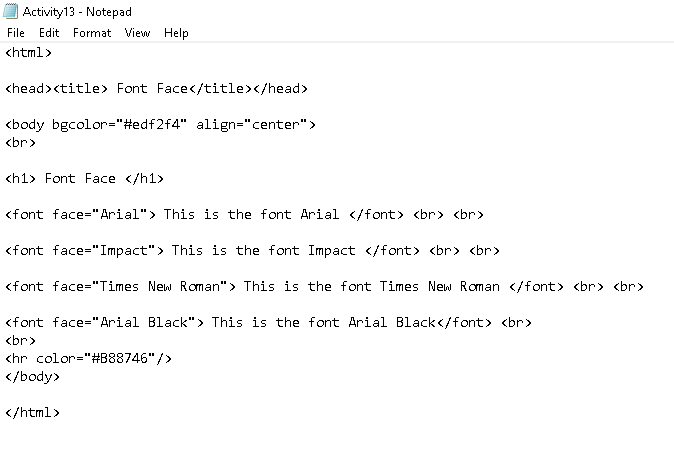 Activity13 - Notepad
File Edit Format View Help
<html>
<head><title> Font Face</title></head>
<body bgcolor="#edf2f4" align="center">
<br>
<h1> Font Face </h1>
<font face="Arial"> This is the font Arial </font> <br> <br>
<font face="Impact"> This is the font Impact </font> <br> <br>
<font face="Times New Roman"> This is the font Times New Roman </font> <br> <br>
<font face="Arial Black"> This is the font Arial Black</font> <br>
<br>
<hr color="#B88746"/>
</body>
</html>